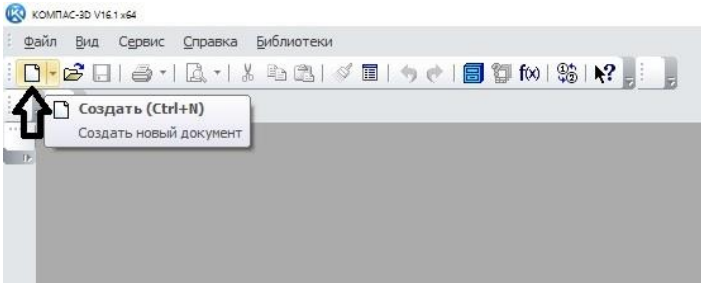 КОМПАС-3D V16.1 x64
Файл Вид Сервис Справка Библиотеки
f(x)
Создать (Ctrl+N)
Создать новый документ